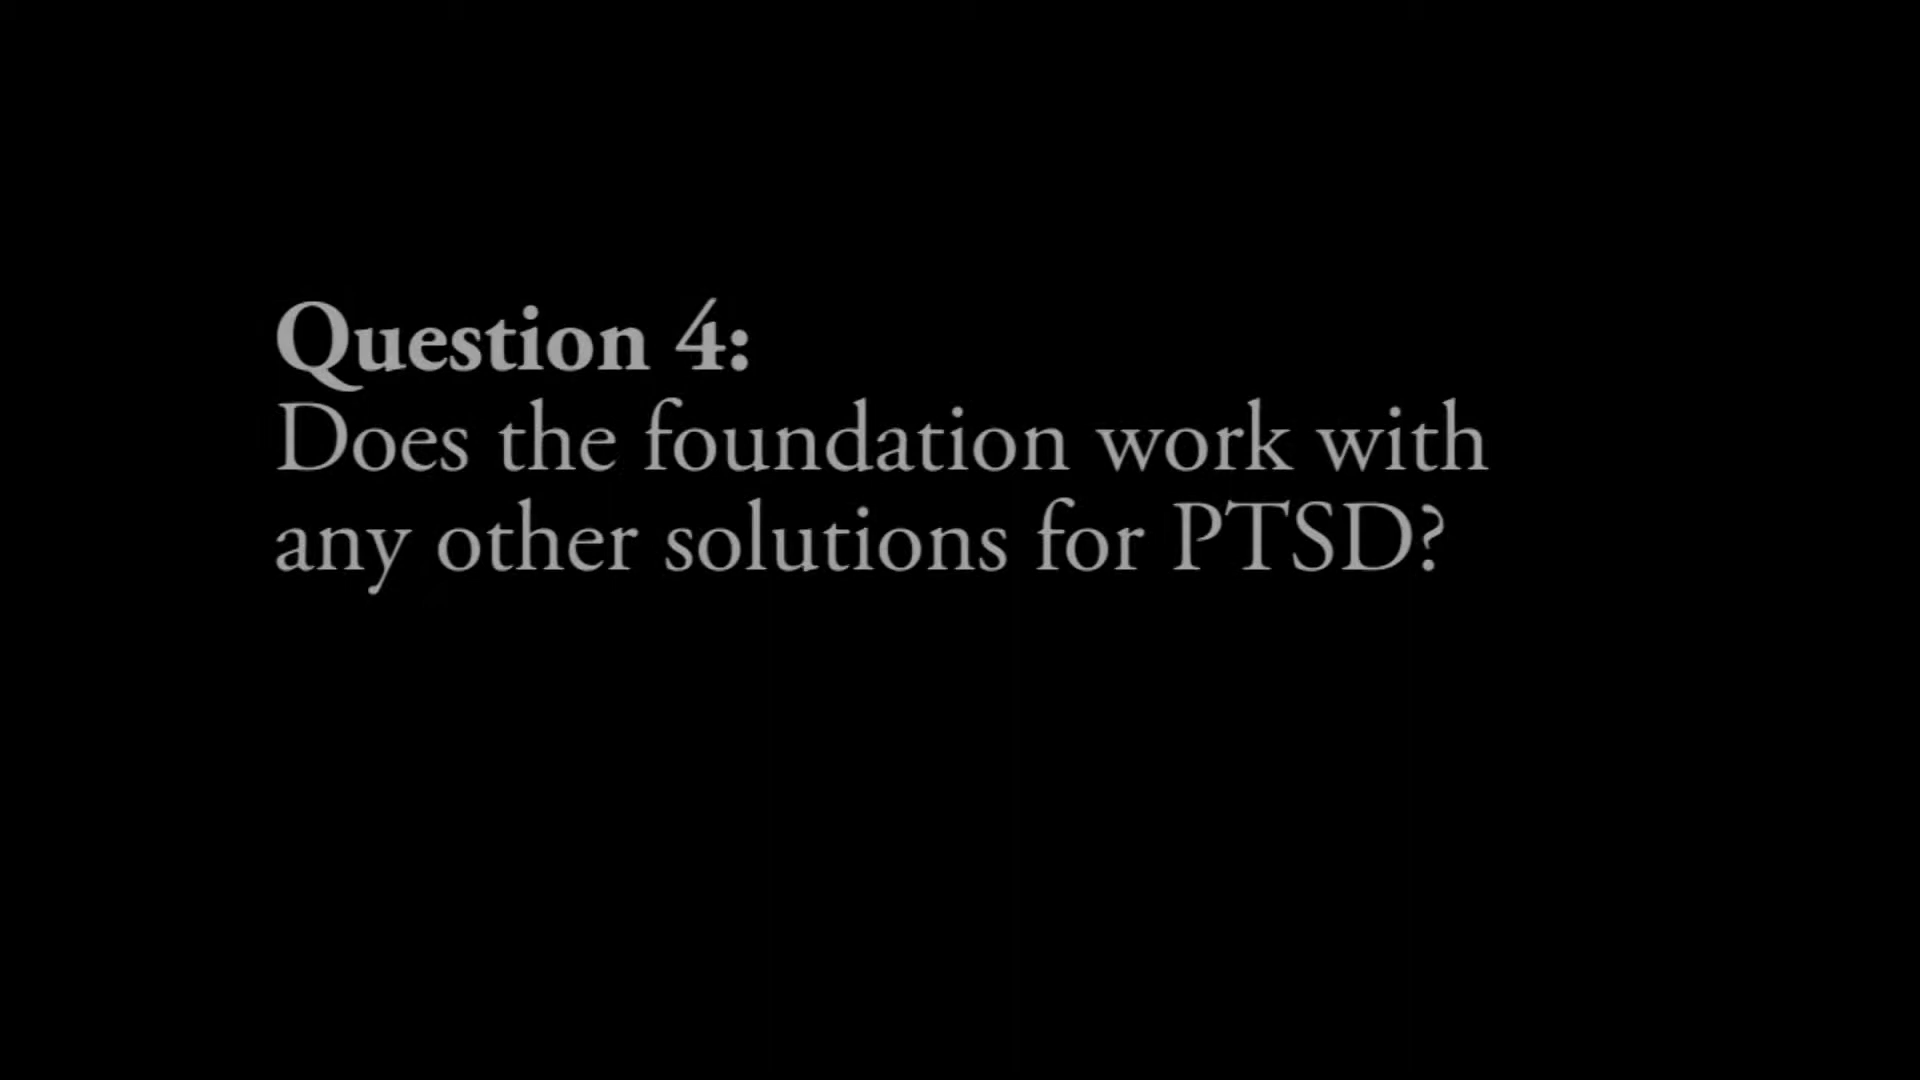 Question 4:
Does the foundation work with
any other solutions for PTSD?